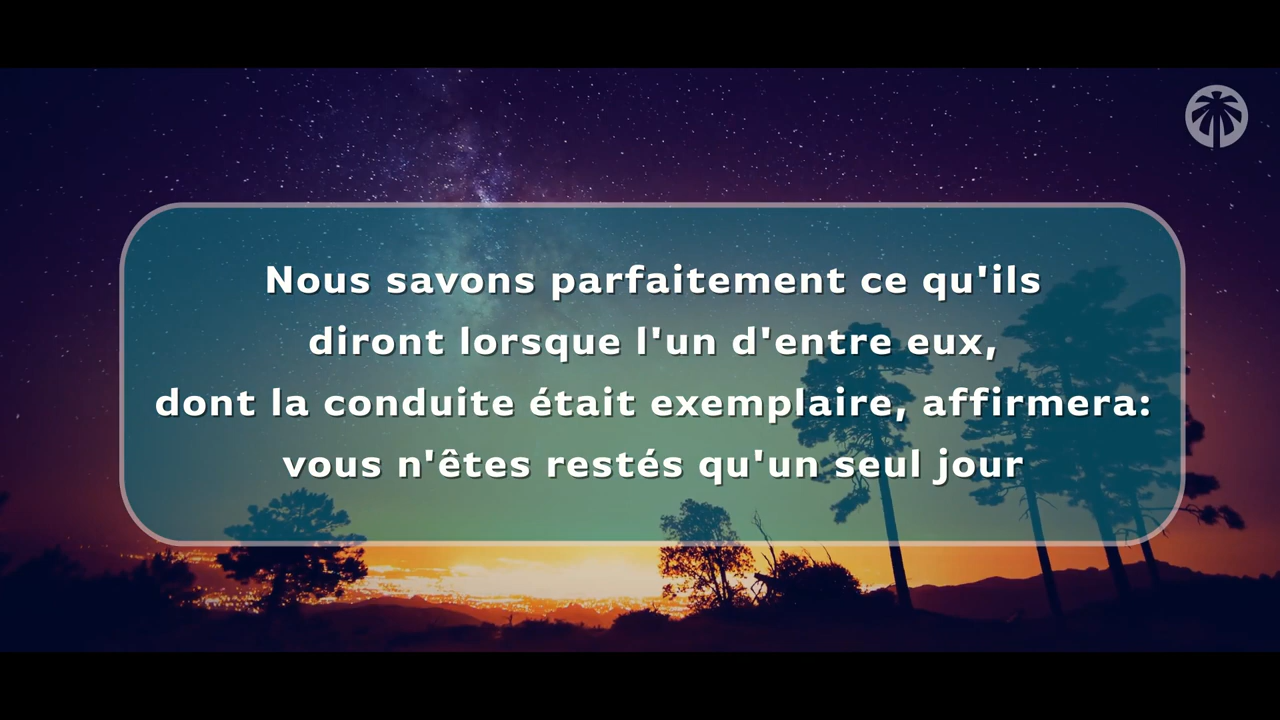 Nous savons parfaitement ce qu'ils
diront lorsque l'un d'entre eux,
dont la conduite était exemplaire, affirmera:
vous n'êtes restés qu'un seul jour